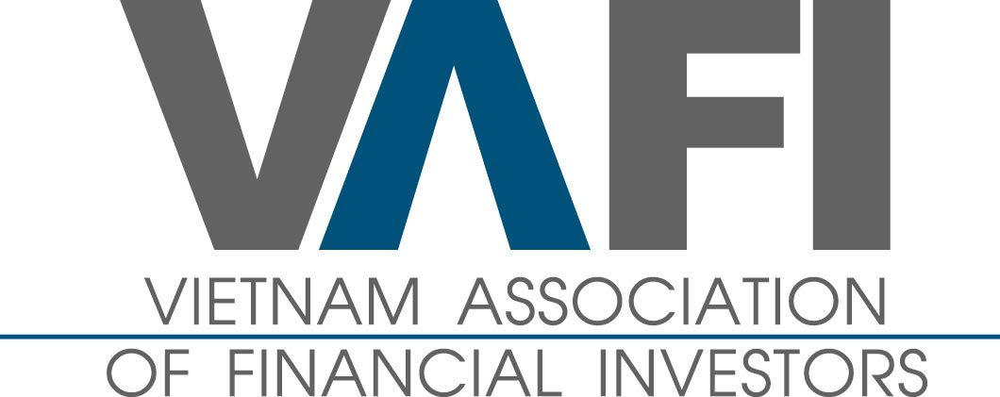 VAFI
VIETNAM ASSOCIATION
OF FINANCIAL INVESTORS